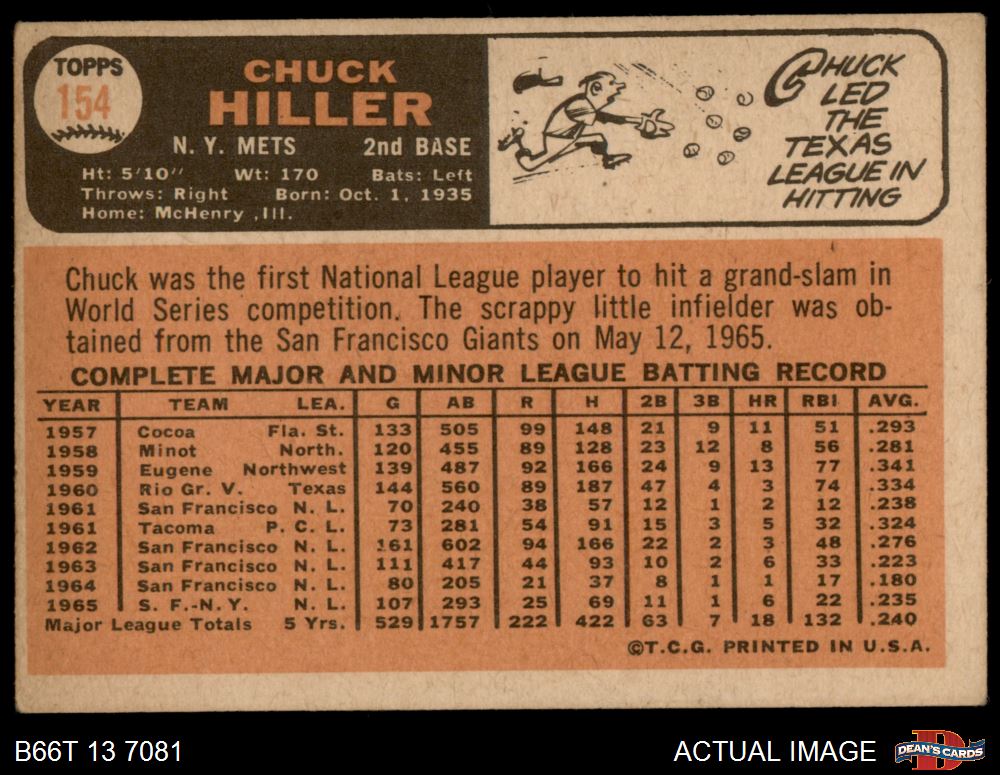 TOPPS
154
CHUCK
HILLER
N. Y. METS 2nd BASE
Ht: 5'10" Wt: 170 Bats: Left
Throws: Right Born: Oct. 1, 1935
Home: McHenry ,Ill.
CHUCK
LED
THE
TEXAS
LEAGUE IN
HITTING
Chuck was the first National League player to hit a grand-slam in
World Series competition. The scrappy little infielder was ob-
tained from the San Francisco Giants on May 12, 1965.
COMPLETE MAJOR AND MINOR LEAGUE BATTING RECORD
YEAR TEAM LEA. G AB R H 2B 3B HR RBI AVG.
1957 Cocoa Fla. St. 133 505 99 148 21 9 11 51 .293
1958 Minot North. 120 455 89 128 23 12 8 56 .281
1959 Eugene Northwest 139 487 92 166 24 9 13 77 .341
1960 Rio Gr. V. Texas 144 560 89 187 47 4 3 74 .334
1961 San Francisco N. L. 70 240 38 57 12 1 2 12 .238
1961 Tacoma P. C. L. 73 281 54 91 15 3 5 32 .324
1962 San Francisco N. L. 161 602 94 166 22 2 3 48 .276
1963 San Francisco N. L. 111 417 44 93 10 2 6 33 .223
1964 San Francisco N. L. 80 205 21 37 8 1 1 17 .180
1965 S. F.-N.Y. N. L. 107 293 25 69 11 1 6 22 .235
Major League Totals 5 Yrs. 529 1757 222 422 63 7 18 132 .240
©T.C.G. PRINTED IN U.S.A.
B66T 13 7081
ACTUAL IMAGE
DEAN'S CARDS